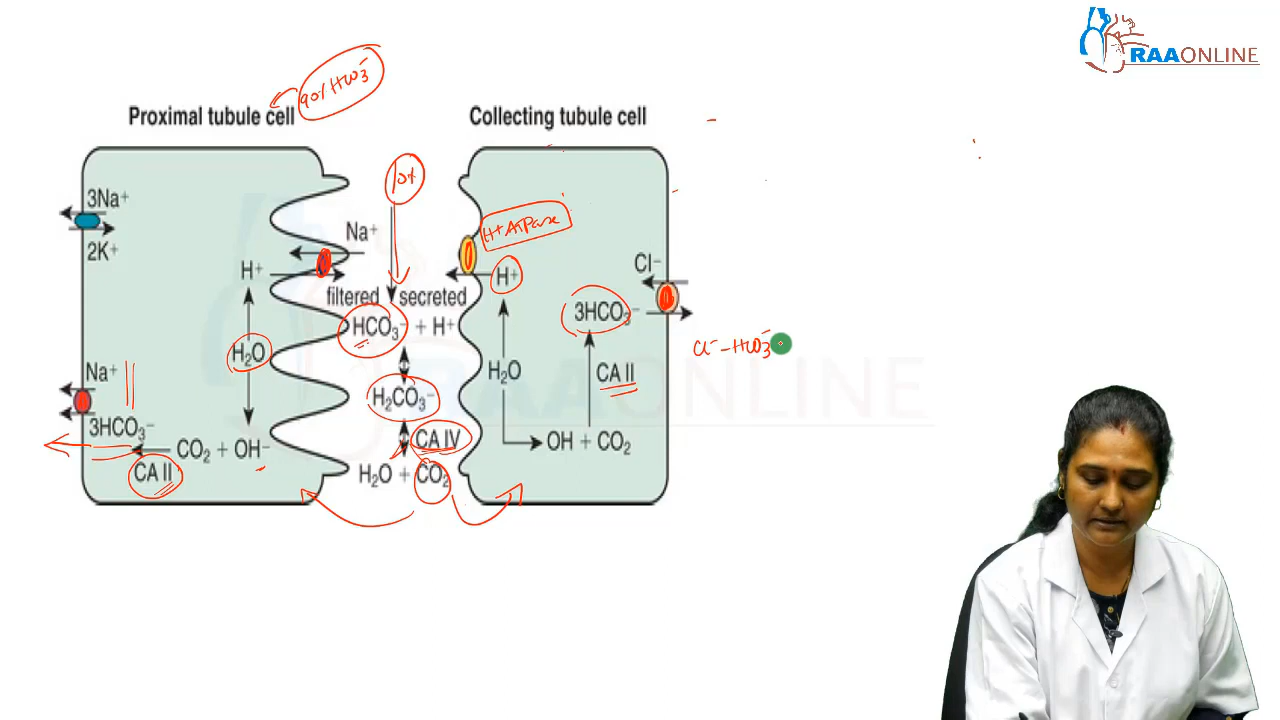 RAAONLINE
90% HCO3-
Proximal tubule cell
Collecting tubule cell
3Na+
2K+
Na+
H+
H+ ATPase
H+
Cl-
filtered
secreted
HCO3- + H+
3HCO3-
H2O
H2O
Cl- - HCO3-
Na+
H2CO3-
CA II
3HCO3-
CO2 + OH-
CA IV
OH + CO2
CA II
H2O + CO2
RAAONLINE